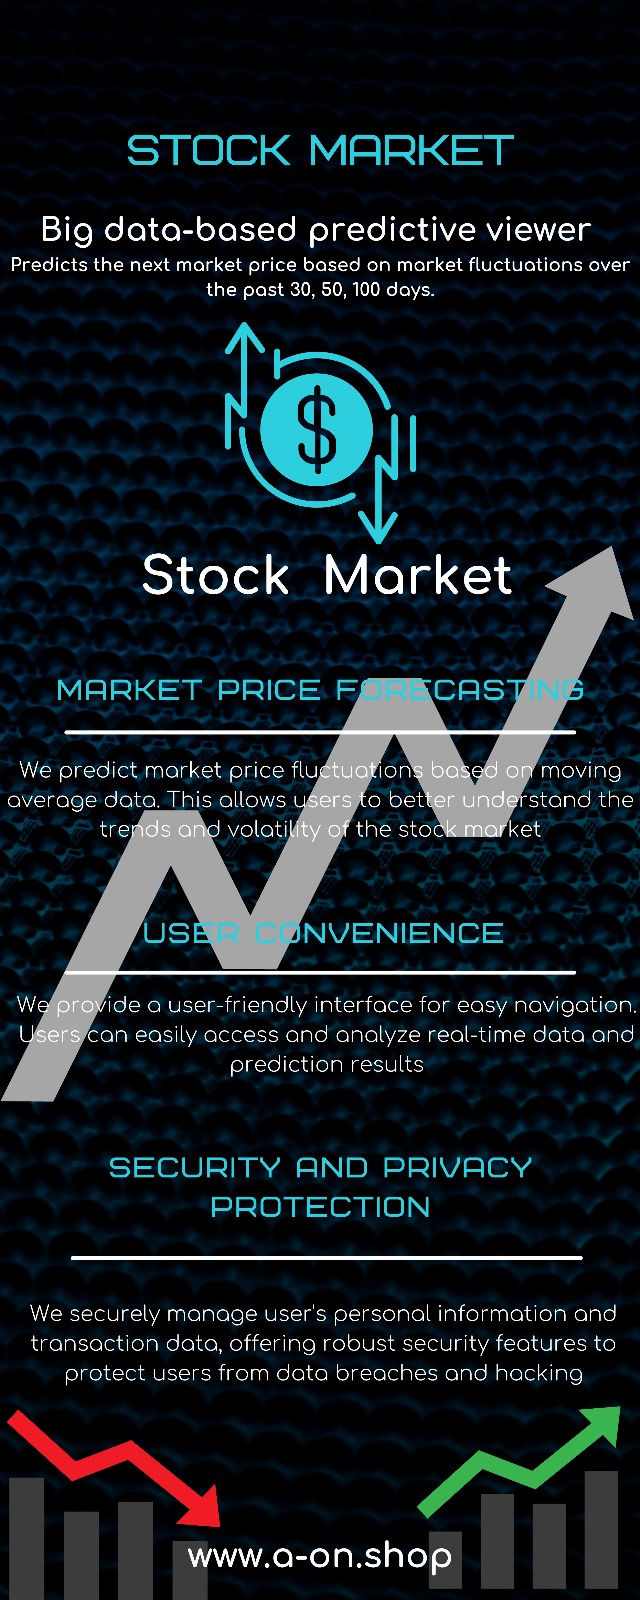 STOCK MARKET
Big data-based predictive viewer
Predicts the next market price based on market fluctuations over
the past 30, 50, 100 days.
$
Stock Market
MARKET PRICE FORECASTING
We predict market price fluctuations based on moving
average data. This allows users to better understand the
trends and volatility of the stock market
USER CONVENIENCE
We provide a user-friendly interface for easy navigation.
Users can easily access and analyze real-time data and
prediction results
SECURITY AND PRIVACY
PROTECTION
We securely manage user's personal information and
transaction data, offering robust security features to
protect users from data breaches and hacking
www.a-on.shop